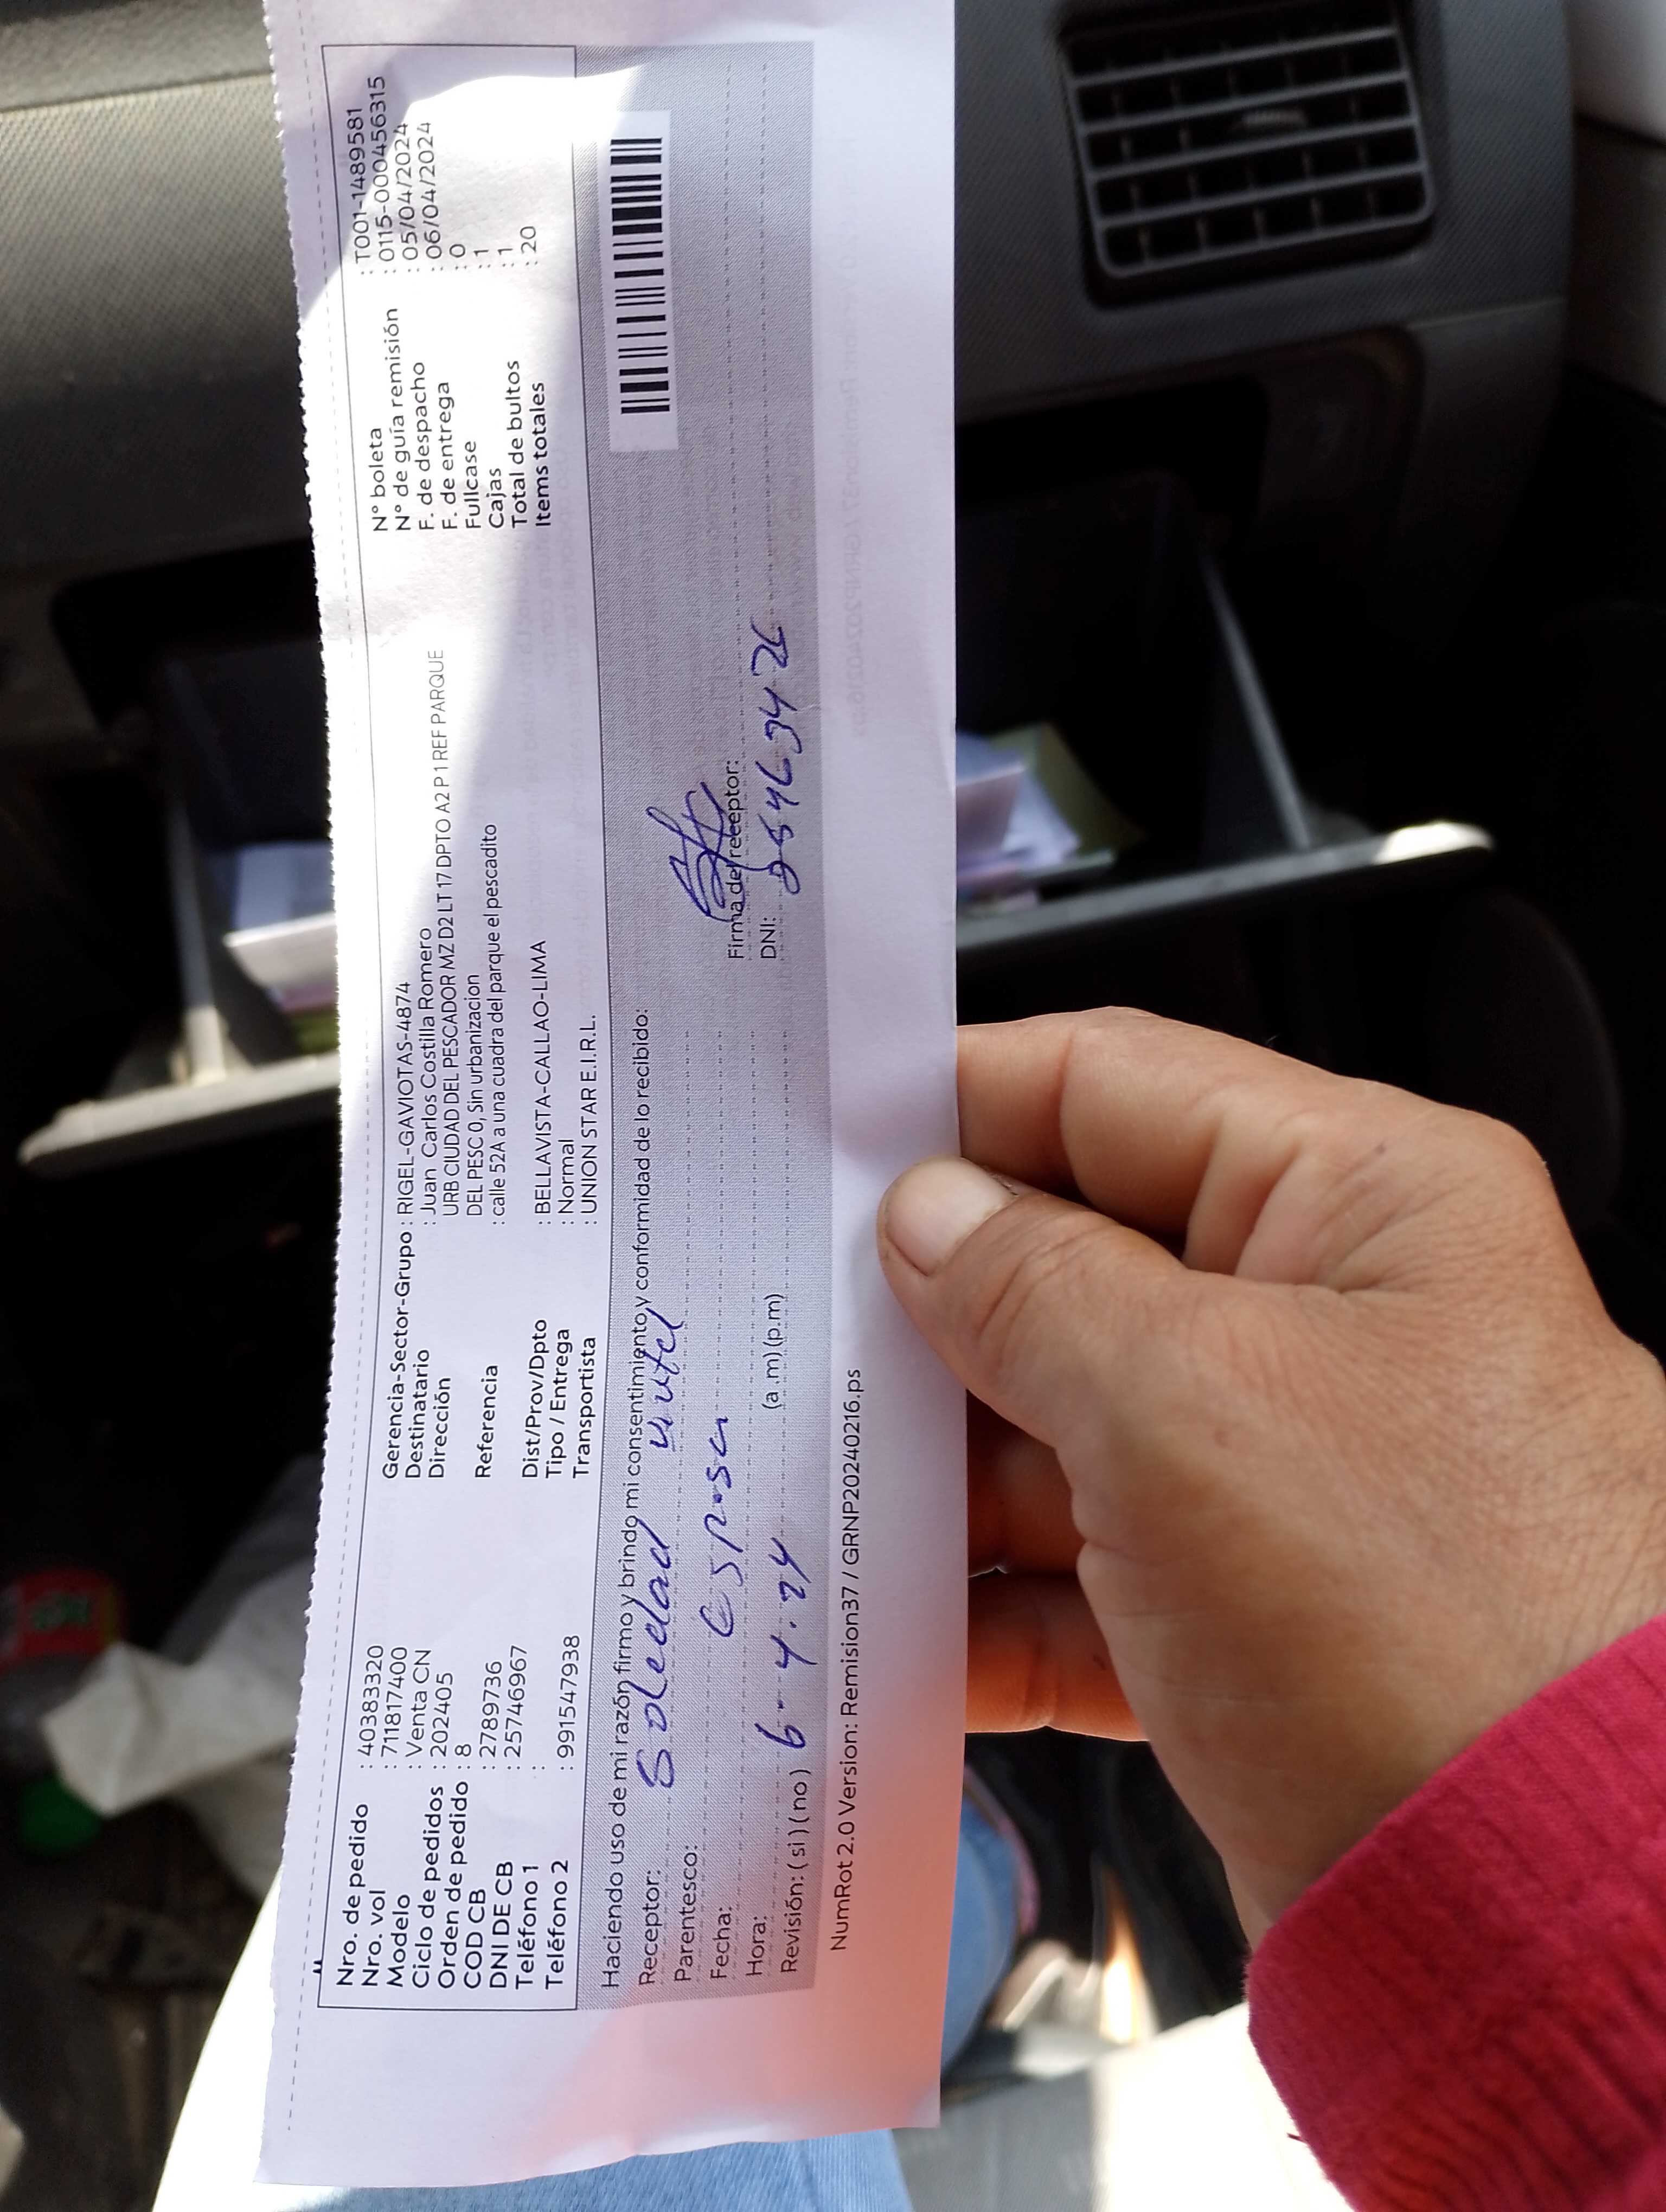 Nro. de pedido : 40383320
Nro. vol : 711817400
Modelo : Venta CN
Ciclo de pedidos : 202405
Orden de pedido : 8
COD CB : 2789736
DNI DE CB : 25746967
Teléfono 1 :
Teléfono 2 : 991547938
Gerencia-Sector-Grupo : RIGEL-GAVIOTAS-4874
Destinatario : Juan Carlos Costilla Romero
Dirección URB CIUDAD DEL PESCADOR MZ D2 LT 17 DPTO A2 P 1 REF PARQUE
DEL PESC 0, Sin urbanizacion
Referencia : calle 52A a una cuadra del parque el pescadito
Dist/Prov/Dpto : BELLAVISTA-CALLAO-LIMA
Tipo / Entrega : Normal
Transportista : UNION STAR E.I.R.L.
N° boleta : T001-1489581
N° de guía remisión : 0115-0000456315
F. de despacho : 05/04/2024
F. de entrega : 06/04/2024
Fullcase : 0
Cajas : 1
Total de bultos : 1
Items totales : 20
Haciendo uso de mi razón firmo y brindo mi consentimiento y conformidad de lo recibido:
Receptor: Soledad
Parentesco: Esposa
Fecha: 6-4.24
Hora: (a .m) (p.m)
Revisión: ( si ) ( no )
Firma del receptor:
DNI:
NumRot 2.0 Version: Remision37 / GRNP20240216.ps